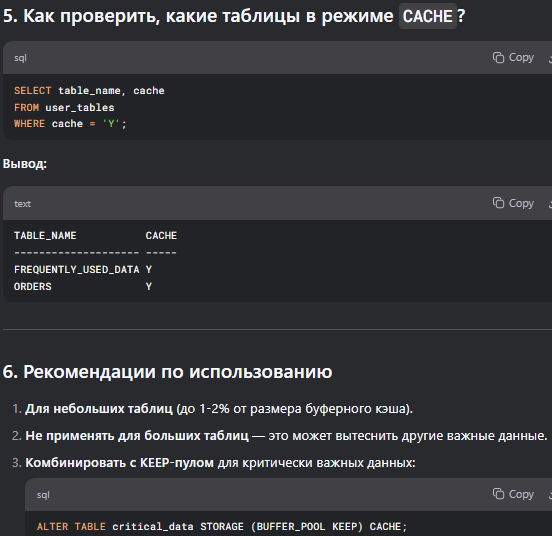 5. Как проверить, какие таблицы в режиме CACHE?
sql
Copy
SELECT table_name, cache
FROM user_tables
WHERE cache = 'Y';
Вывод:
text
Copy
TABLE_NAME           CACHE
-------------------- -----
FREQUENTLY_USED_DATA Y
ORDERS               Y
6. Рекомендации по использованию
1. Для небольших таблиц (до 1-2% от размера буферного кэша).
2. Не применять для больших таблиц — это может вытеснить другие важные данные.
3. Комбинировать с KEEP-пулом для критически важных данных:
sql
Copy
ALTER TABLE critical_data STORAGE (BUFFER_POOL KEEP) CACHE;